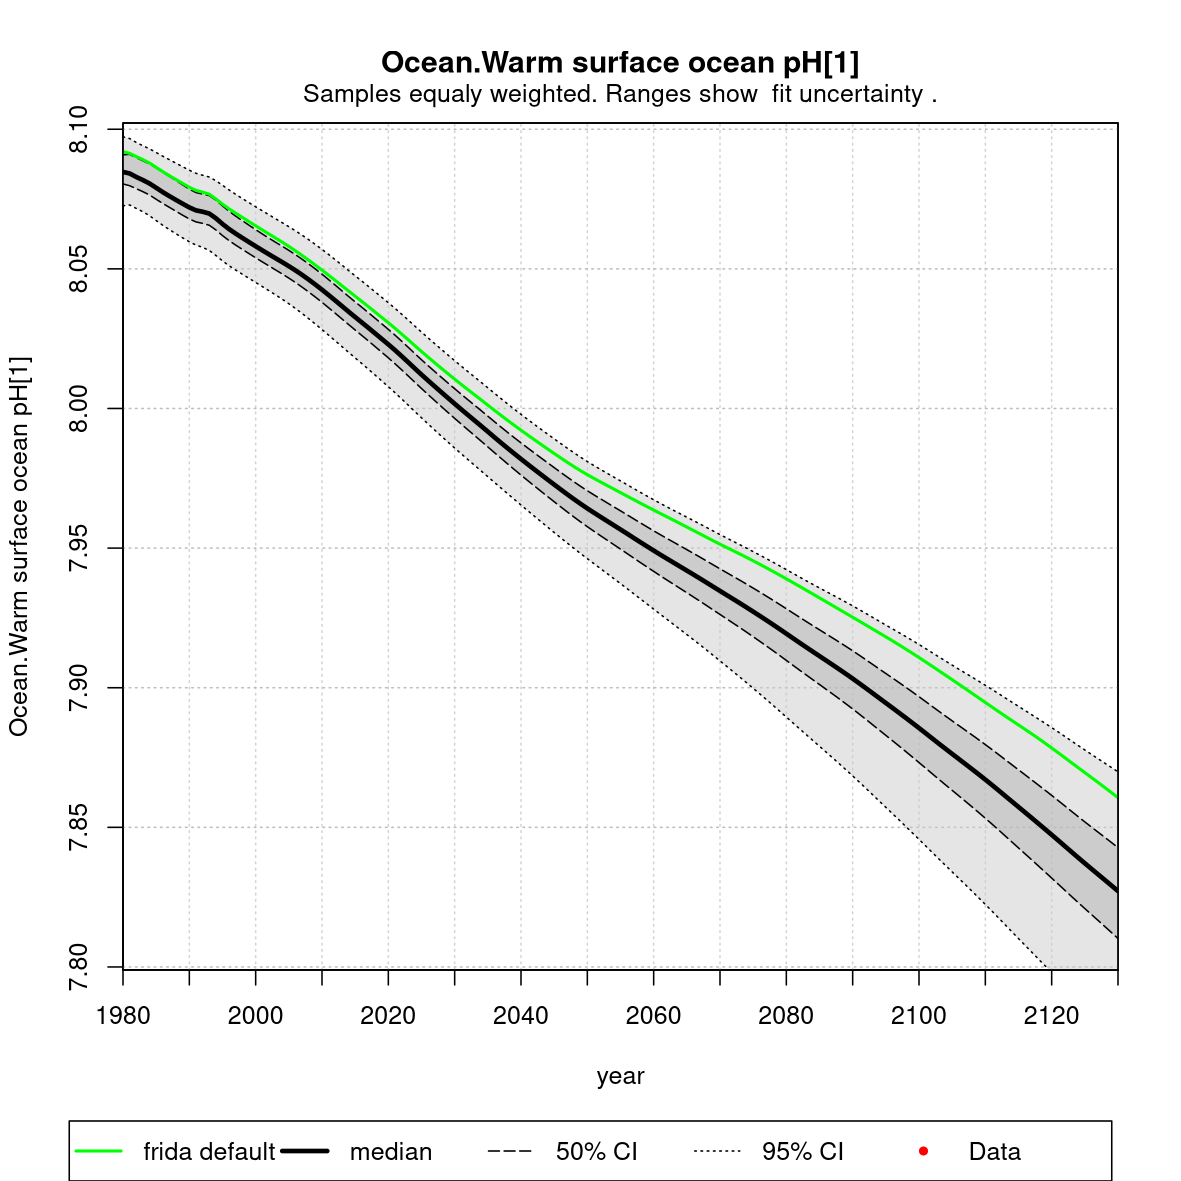 Ocean.Warm surface ocean pH[1]
Samples equaly weighted. Ranges show  fit uncertainty .
Ocean.Warm surface ocean pH[1]
8.10
8.05
8.00
7.95
7.90
7.85
7.80
1980 2000 2020 2040 2060 2080 2100 2120
year
frida default median 50% CI 95% CI Data